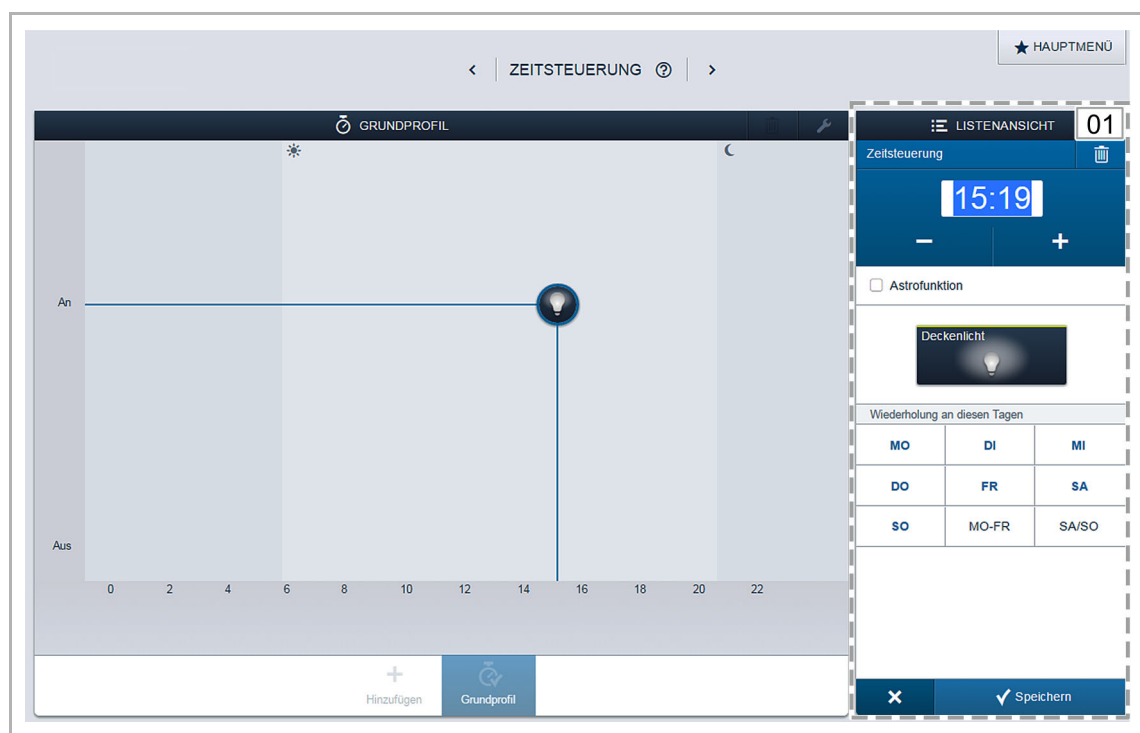 HAUPTMENÜ
ZEITSTEUERUNG
GRUNDPROFIL
LISTENANSICHT
01
Zeitsteuerung
15:19
Astrofunktion
An
Deckenlicht
Wiederholung an diesen Tagen
MO DI MI
DO FR SA
SO MO-FR SA/SO
Aus
0 2 4 6 8 10 12 14 16 18 20 22
Hinzufügen
Grundprofil
Speichern